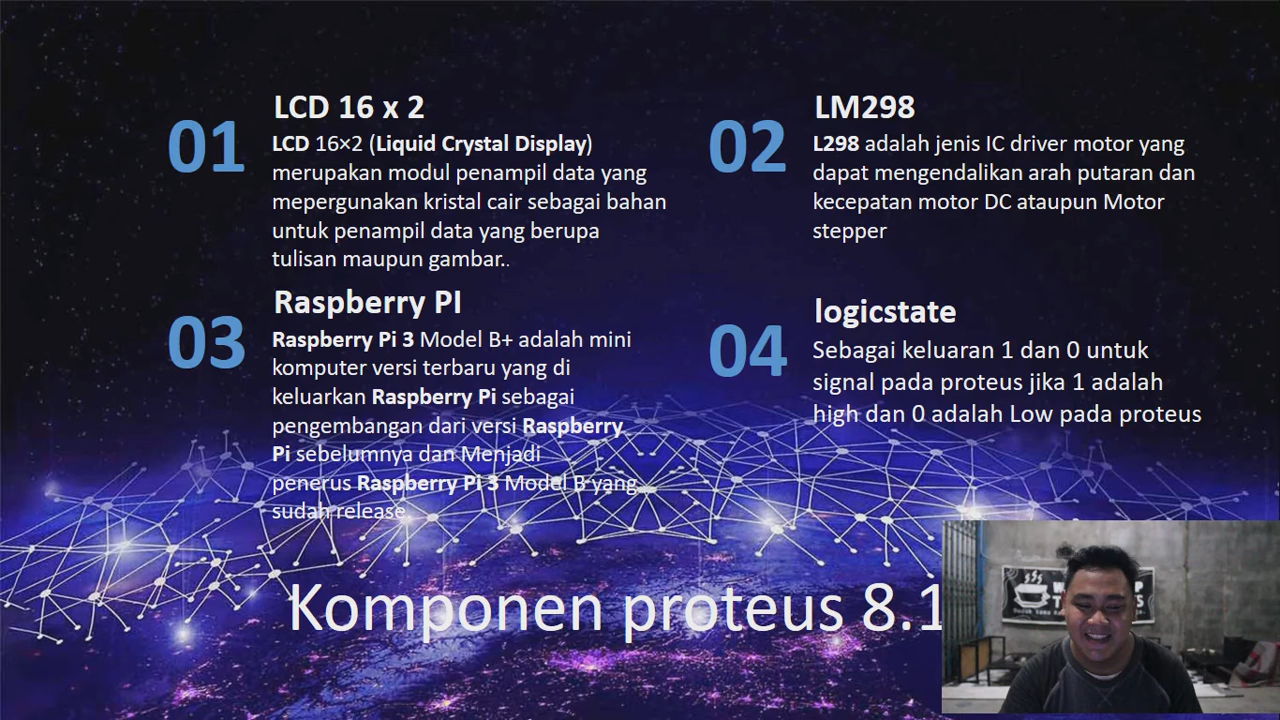 LCD 16 x 2
01
LCD 16×2 (Liquid Crystal Display)
merupakan modul penampil data yang
mepergunakan kristal cair sebagai bahan
untuk penampil data yang berupa
tulisan maupun gambar..
LM298
02
L298 adalah jenis IC driver motor yang
dapat mengendalikan arah putaran dan
kecepatan motor DC ataupun Motor
stepper
Raspberry PI
03
Raspberry Pi 3 Model B+ adalah mini
komputer versi terbaru yang di
keluarkan Raspberry Pi sebagai
pengembangan dari versi Raspberry
Pi sebelumnya dan Menjadi
penerus Raspberry Pi 3 Model B yang
sudah release.
logicstate
04
Sebagai keluaran 1 dan 0 untuk
signal pada proteus jika 1 adalah
high dan 0 adalah Low pada proteus
Komponen proteus 8.1